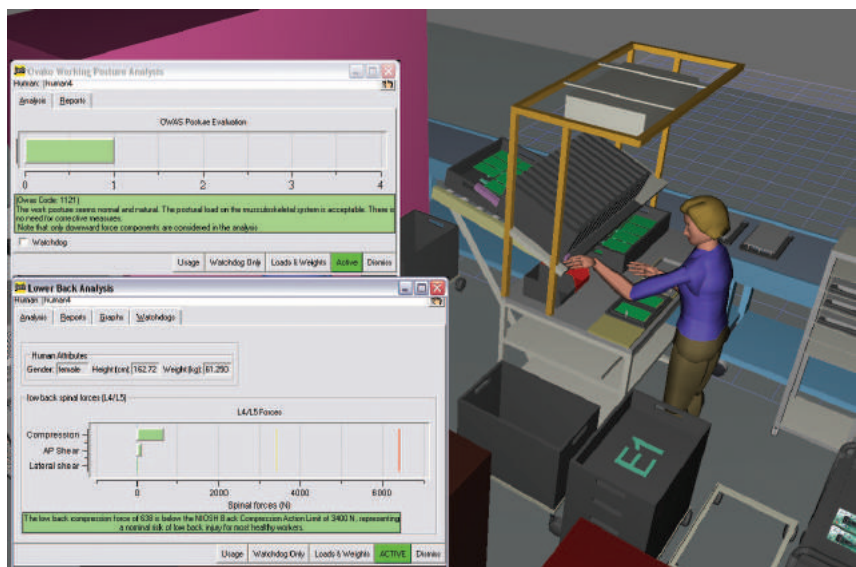 Ovako Working Posture Analysis
Human: human4
Analysis Reports
OWAS Posture Evaluation
0 1 2 3 4
(Owas Code: 1121)
The work posture seems normal and natural. The postural load on the musculoskeletal system is acceptable. There is
no need for corrective measures.
Note that only downward force components are considered in the analysis
Watchdog
Usage Watchdog Only Loads & Weights Active Dismiss
Lower Back Analysis
Human: human4
Analysis Reports Graphs Watchdogs
Human Attributes
Gender: female Height (cm): 162.72 Weight (kg): 61.290
low back spinal forces (L4/L5)
L4/L5 Forces
Compression
AP Shear
Lateral shear
0 2000 4000 6000
Spinal forces (N)
The low back compression force of 638 is below the NIOSH Back Compression Action Limit of 3400 N, representing
a nominal risk of low back injury for most healthy workers.
Usage Watchdog Only Loads & Weights ACTIVE Dismiss
E1